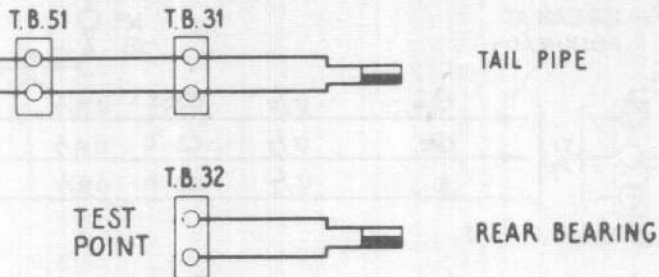 T.B.51 T.B.31
TAIL PIPE
T.B.32
TEST
POINT
REAR BEARING